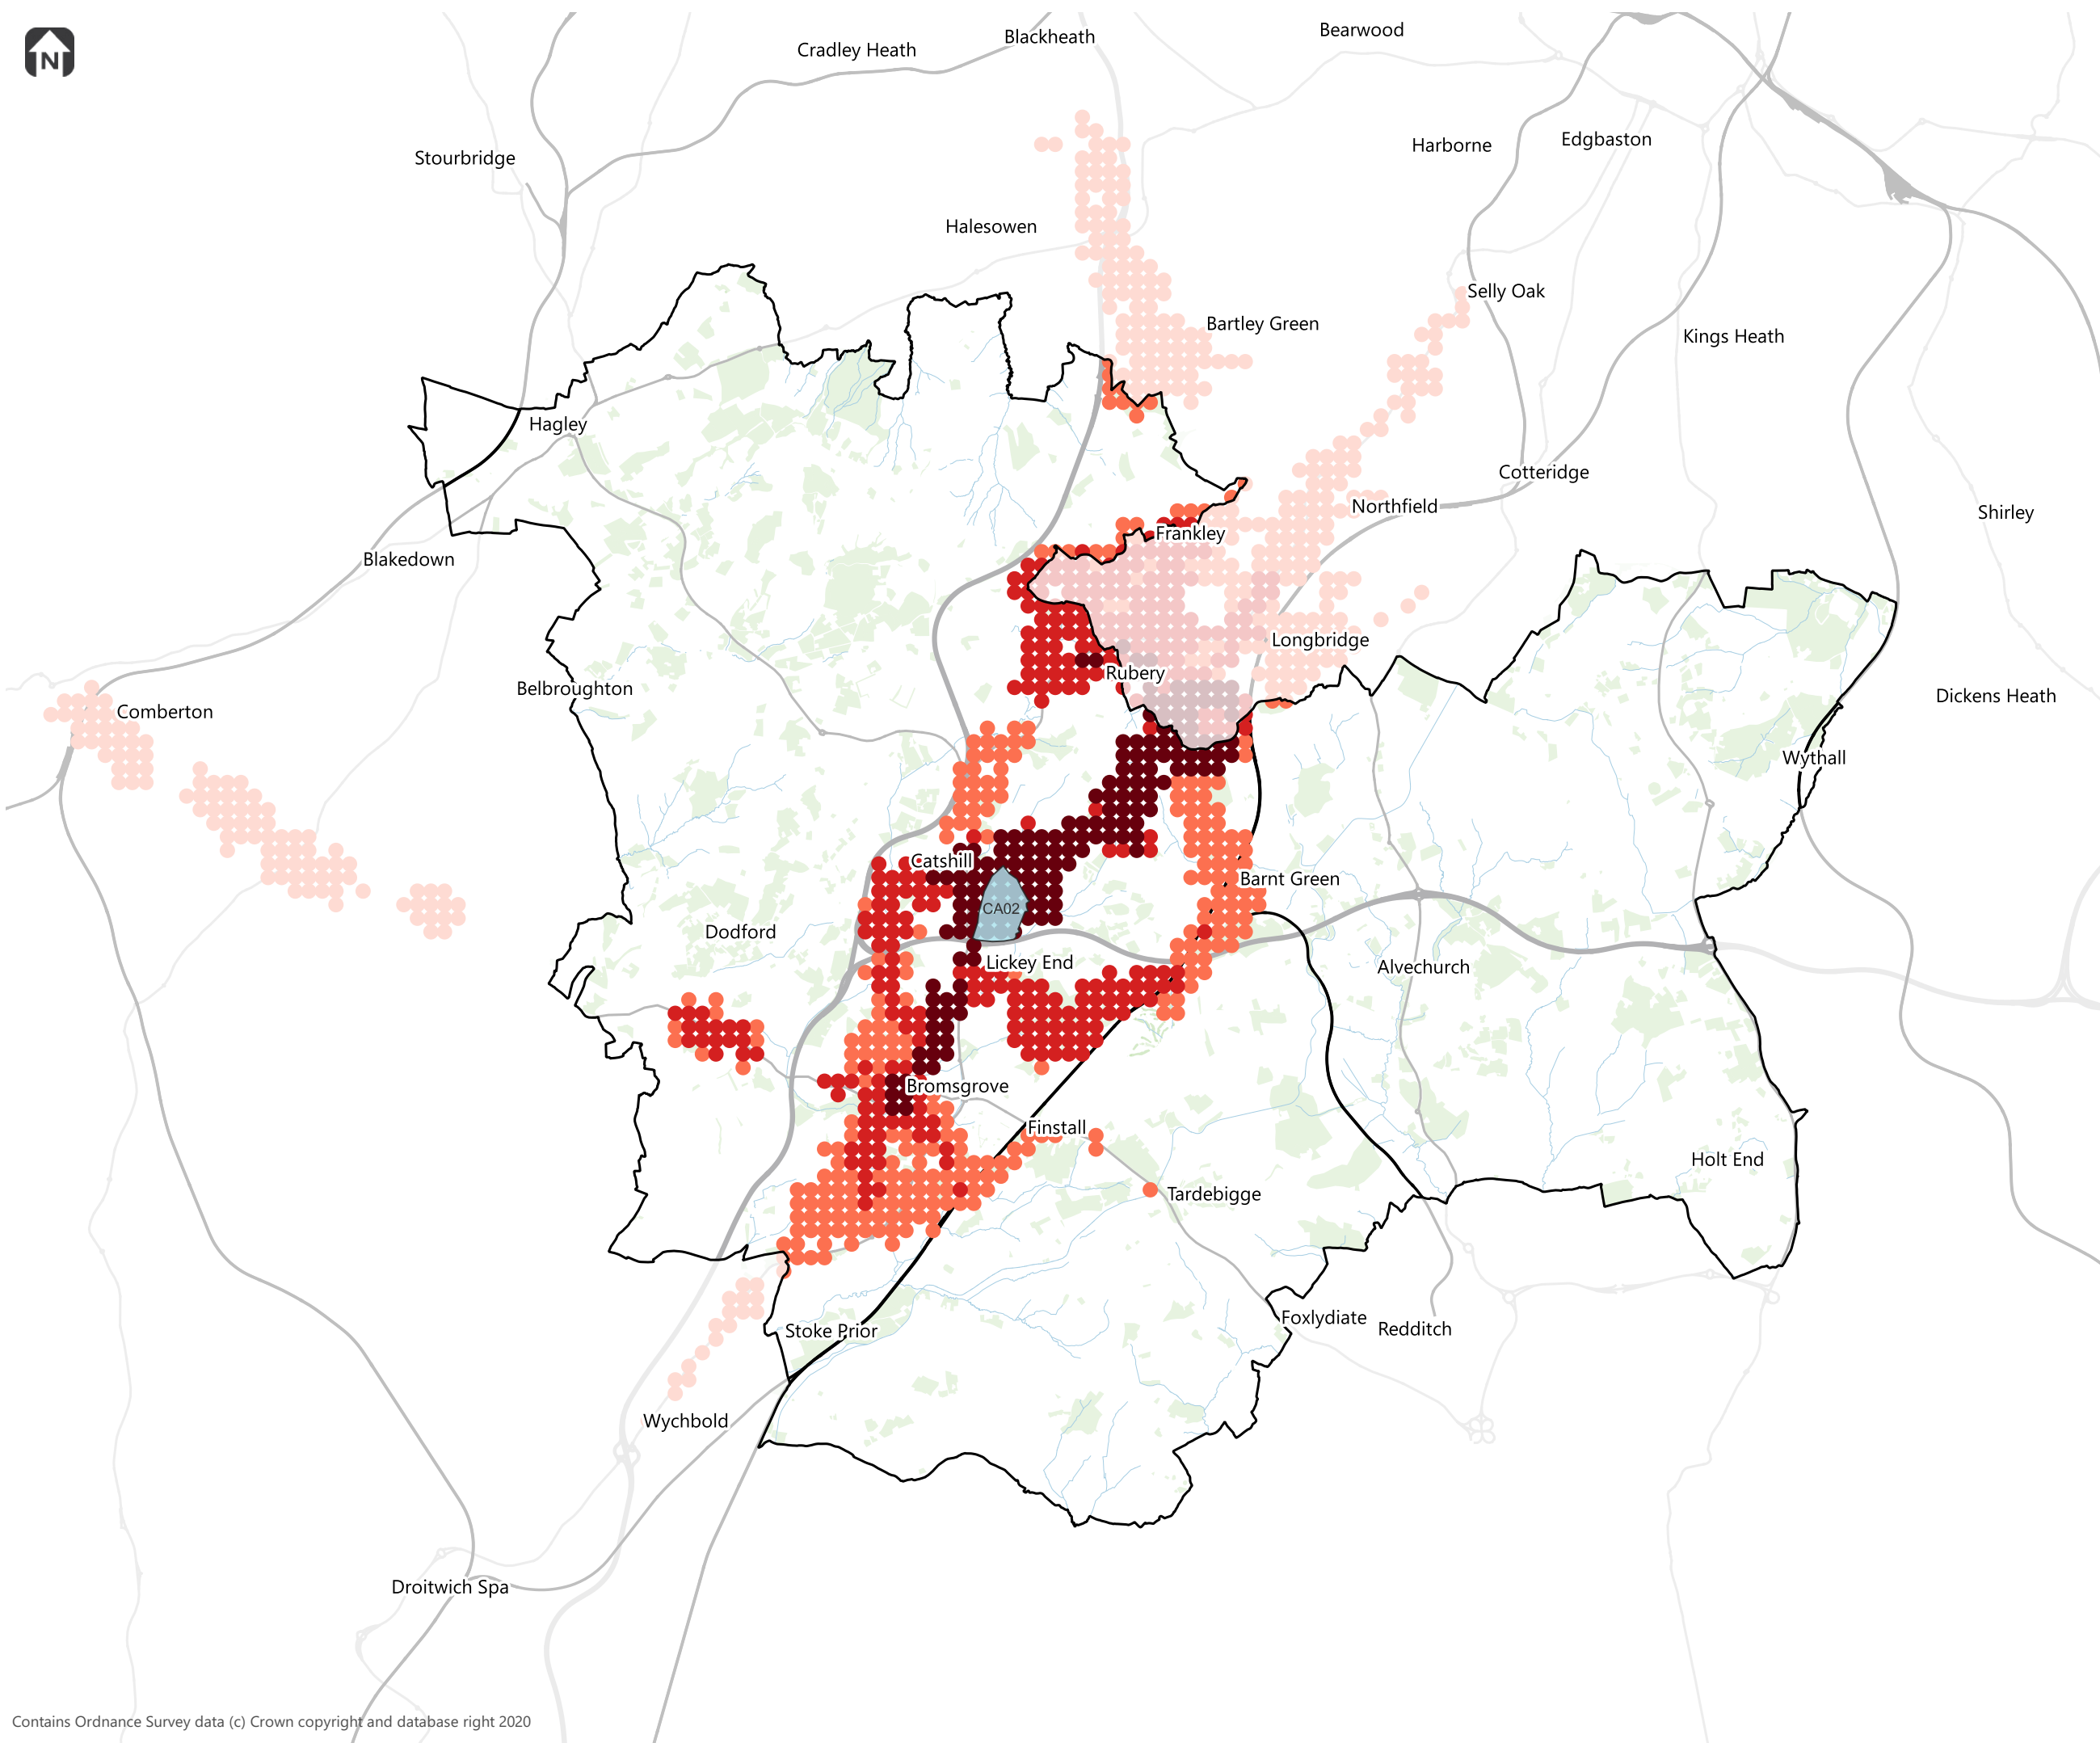 Bearwood
Blackheath
Cradley Heath
N
Edgbaston
Harborne
Stourbridge
Halesowen
Selly Oak
Bartley Green
Kings Heath
Hagley
Cotteridge
Northfield
Shirley
Frankley
Blakedown
Longbridge
Rubery
Belbroughton
Dickens Heath
Comberton
Wythall
Catshill
Barnt Green
CA02
Dodford
Lickey End
Alvechurch
Bromsgrove
Finstall
Holt End
Tardebigge
Foxlydiate
Redditch
Stoke Prior
Wychbold
Droitwich Spa
Contains Ordnance Survey data (c) Crown copyright and database right 2020